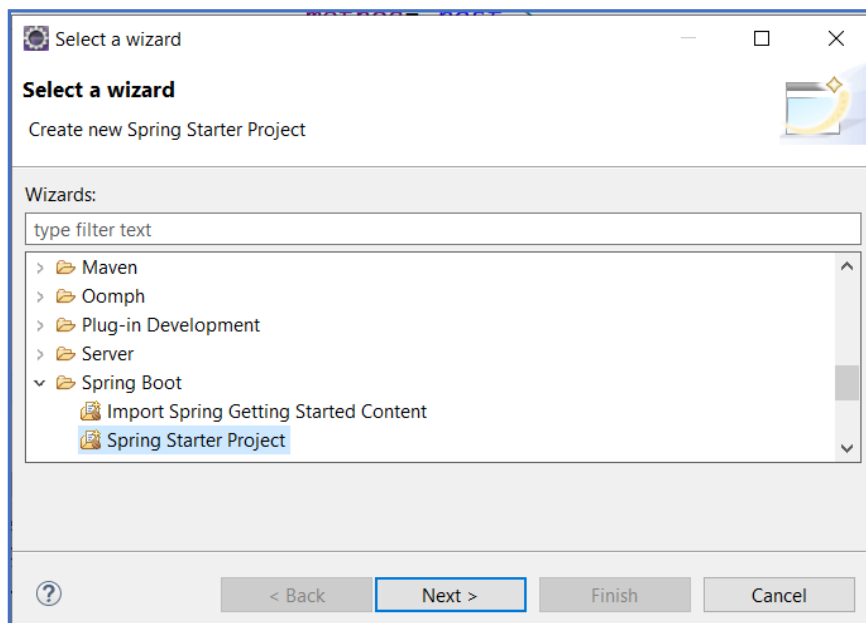 Select a wizard
Select a wizard
Create new Spring Starter Project
Wizards:
type filter text
Maven
Oomph
Plug-in Development
Server
Spring Boot
Import Spring Getting Started Content
Spring Starter Project
< Back Next > Finish Cancel